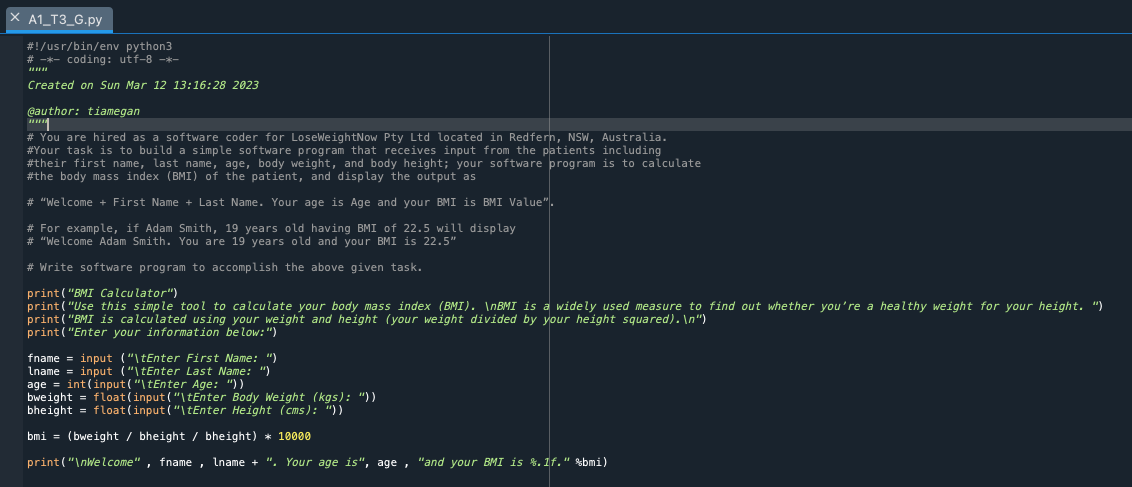 A1_T3_G.py
#!/usr/bin/env python3
# -*- coding: utf-8 -*-
"""
Created on Sun Mar 12 13:16:28 2023
@author: tiamegan
"""
# You are hired as a software coder for LoseWeightNow Pty Ltd located in Redfern, NSW, Australia.
#Your task is to build a simple software program that receives input from the patients including
#their first name, last name, age, body weight, and body height; your software program is to calculate
#the body mass index (BMI) of the patient, and display the output as
# “Welcome + First Name + Last Name. Your age is Age and your BMI is BMI Value”.
# For example, if Adam Smith, 19 years old having BMI of 22.5 will display
# “Welcome Adam Smith. You are 19 years old and your BMI is 22.5”
# Write software program to accomplish the above given task.
print("BMI Calculator")
print("Use this simple tool to calculate your body mass index (BMI). \nBMI is a widely used measure to find out whether you’re a healthy weight for your height. ")
print("BMI is calculated using your weight and height (your weight divided by your height squared).\n")
print("Enter your information below:")
fname = input ("\tEnter First Name: ")
lname = input ("\tEnter Last Name: ")
age = int(input("\tEnter Age: "))
bweight = float(input("\tEnter Body Weight (kgs): "))
bheight = float(input("\tEnter Height (cms): "))
bmi = (bweight / bheight / bheight) * 10000
print("\nWelcome" , fname , lname + ". Your age is", age , "and your BMI is %.1f." %bmi)